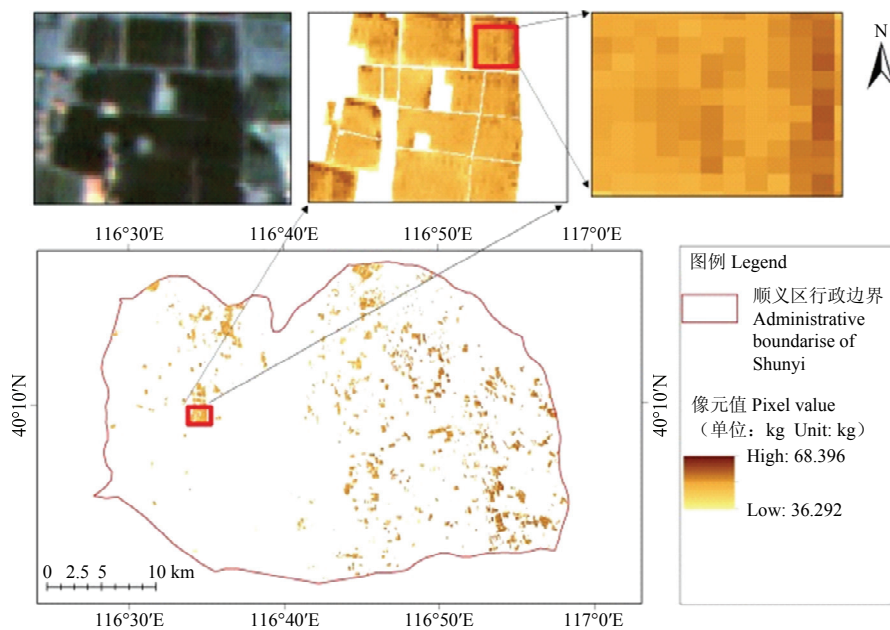 N
116°30′E 116°40′E 116°50′E 117°0′E
40°10′N
40°10′N
0 2.5 5 10 km
116°30′E 116°40′E 116°50′E 117°0′E
图例 Legend
顺义区行政边界
Administrative
boundarise of
Shunyi
像元值 Pixel value
（单位：kg Unit: kg）
High: 68.396
Low: 36.292